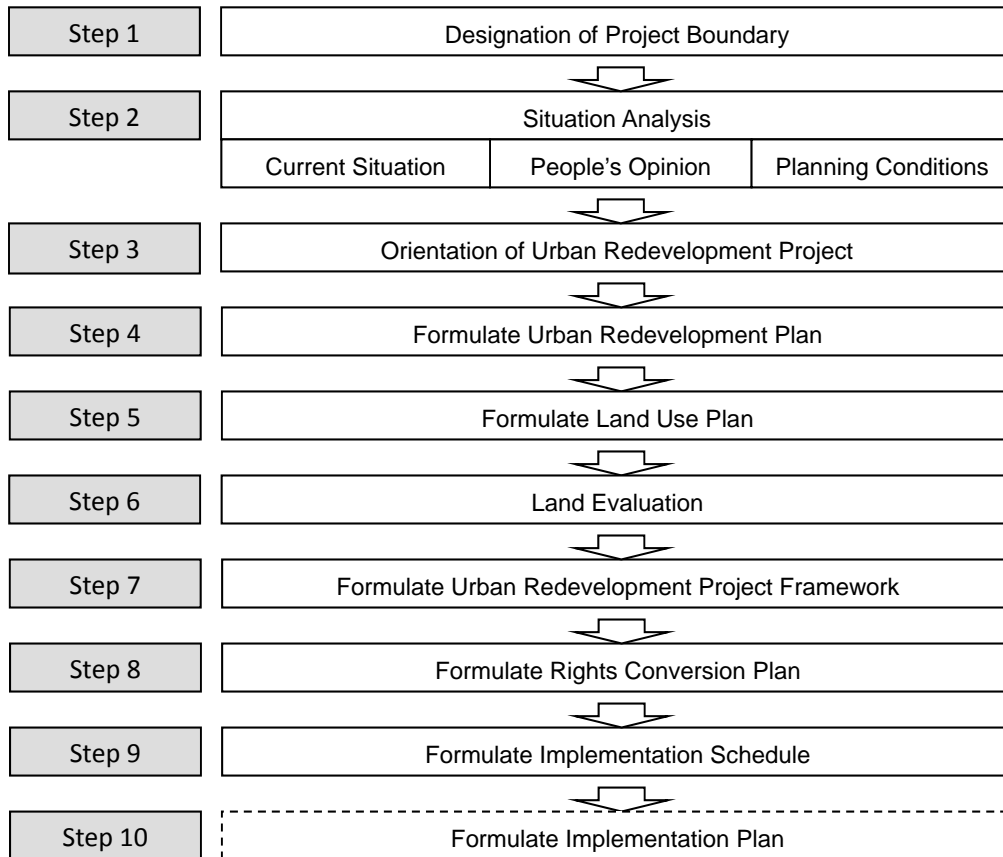 Step 1
Designation of Project Boundary
Step 2
Situation Analysis
Current Situation
People’s Opinion
Planning Conditions
Step 3
Orientation of Urban Redevelopment Project
Step 4
Formulate Urban Redevelopment Plan
Step 5
Formulate Land Use Plan
Step 6
Land Evaluation
Step 7
Formulate Urban Redevelopment Project Framework
Step 8
Formulate Rights Conversion Plan
Step 9
Formulate Implementation Schedule
Step 10
Formulate Implementation Plan